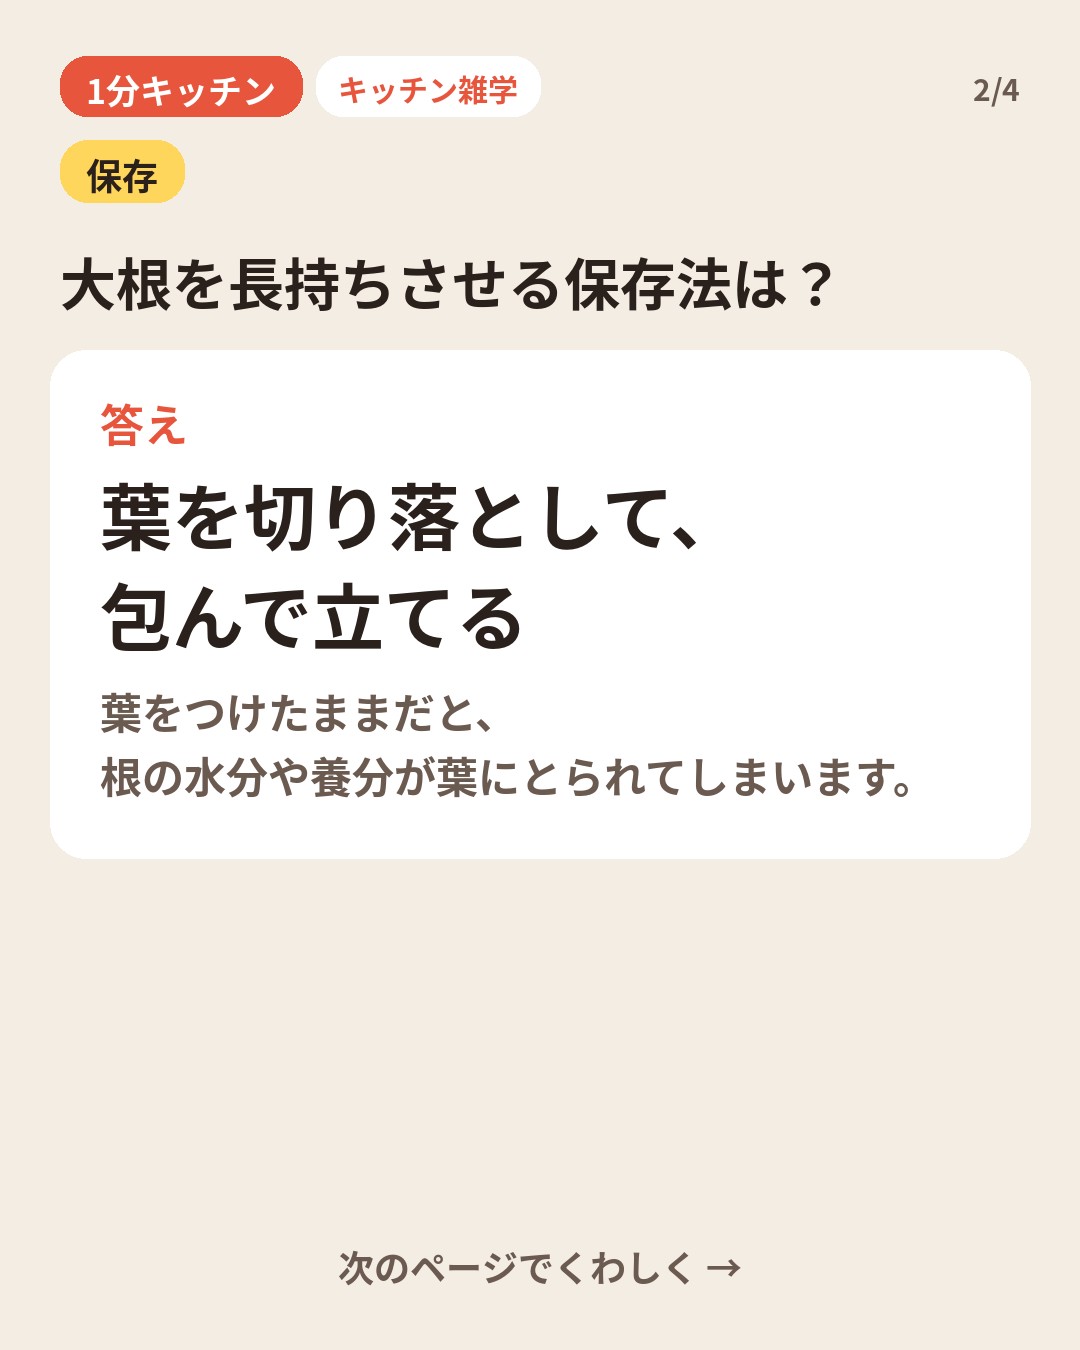 1分キッチン キッチン雑学 2/4
保存
大根を長持ちさせる保存法は？
答え
葉を切り落として、
包んで立てる
葉をつけたままだと、
根の水分や養分が葉にとられてしまいます。
次のページでくわしく →